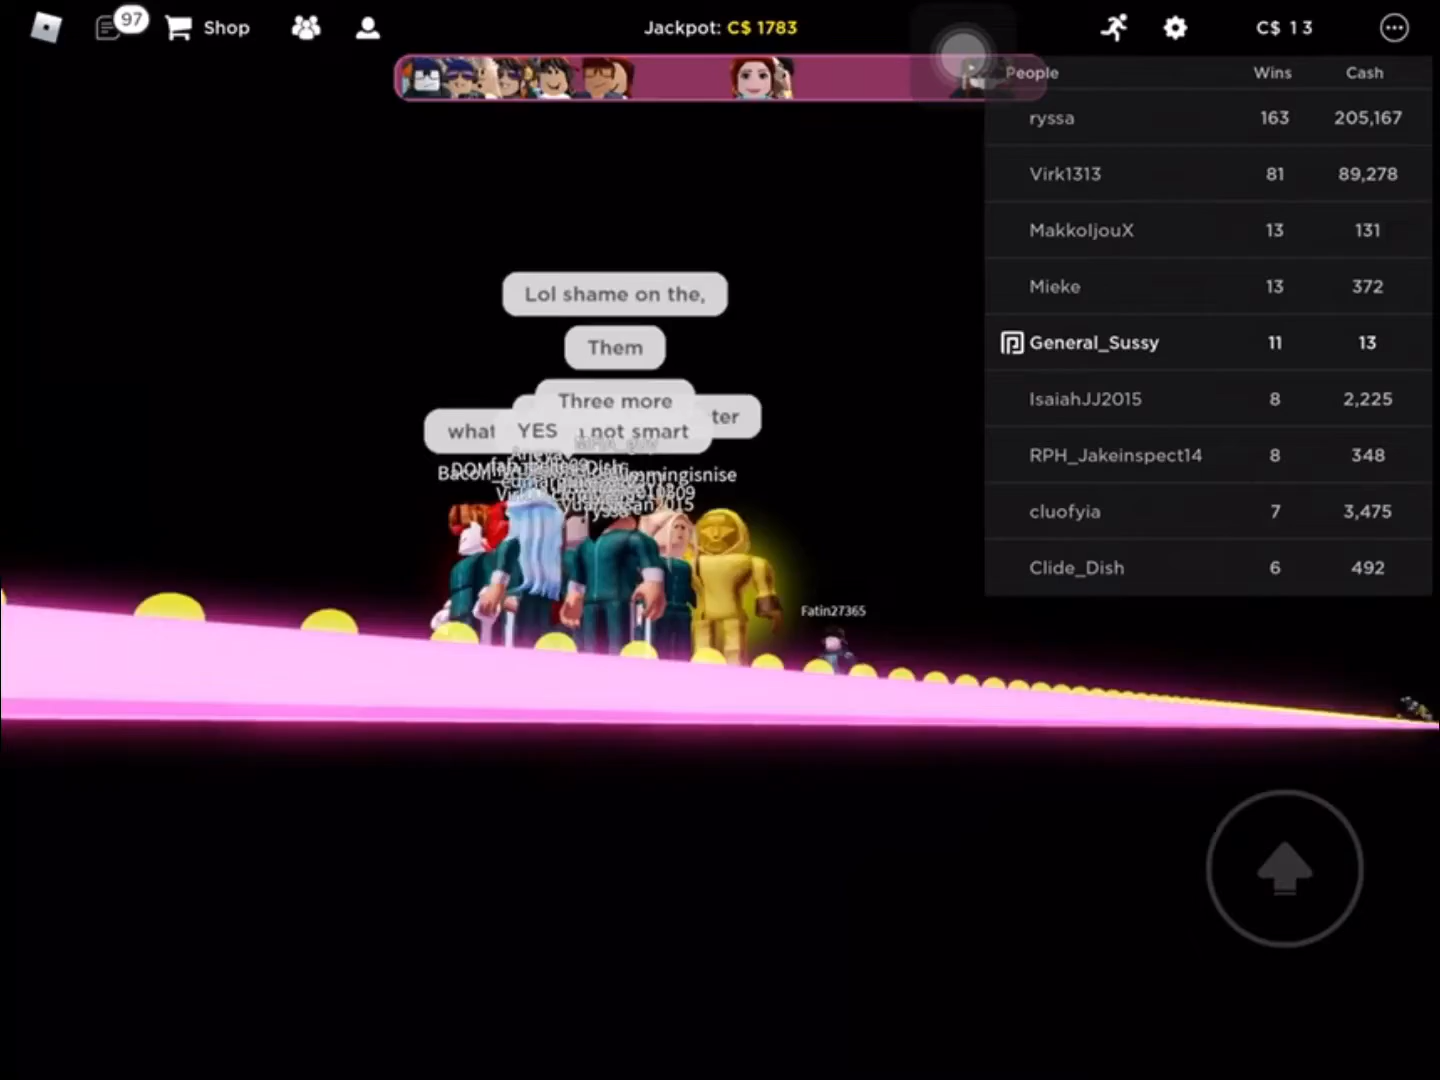 97
Shop
Jackpot: C$ 1783
C$ 13
People Wins Cash
ryssa 163 205,167
Virk1313 81 89,278
MakkoIjouX 13 131
Mieke 13 372
General_Sussy 11 13
IsaiahJJ2015 8 2,225
RPH_Jakeinspect14 8 348
cluofyia 7 3,475
Clide_Dish 6 492
Lol shame on the,
Them
Three more
ter
what YES not smart
Fatin27365